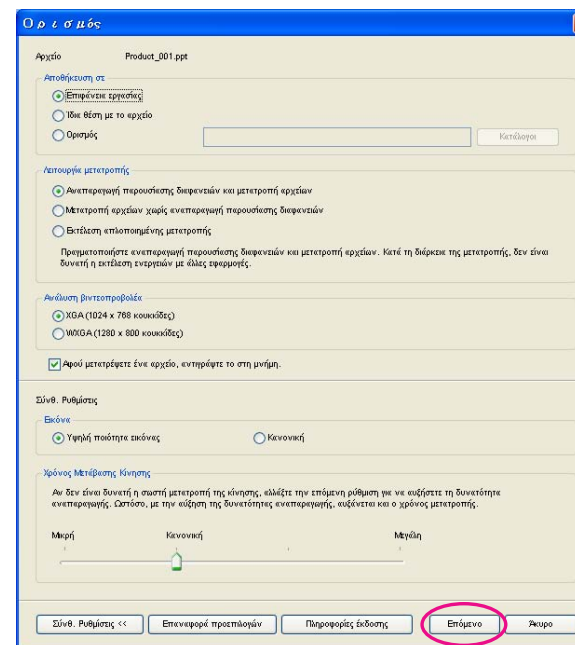 Ορισμός
Αρχείο Product_001.ppt
Αποθήκευση σε
Επιφάνεια εργασίας
Ίδια θέση με το αρχείο
Ορισμός Κατάλογοι
Λειτουργία μετατροπής
Αναπαραγωγή παρουσίασης διαφανειών και μετατροπή αρχείων
Μετατροπή αρχείων χωρίς αναπαραγωγή παρουσίασης διαφανειών
Εκτέλεση απλοποιημένης μετατροπής
Πραγματοποιήστε αναπαραγωγή παρουσίασης διαφανειών και μετατροπή αρχείων. Κατά τη διάρκεια της μετατροπής, δεν είναι
δυνατή η εκτέλεση ενεργειών με άλλες εφαρμογές.
Ανάλυση βιντεοπροβολέα
XGA (1024 x 768 κουκκίδες)
WXGA (1280 x 800 κουκκίδες)
Αφού μετατρέψετε ένα αρχείο, αντιγράψτε το στη μνήμη.
Σύνθ. Ρυθμίσεις
Εικόνα
Υψηλή ποιότητα εικόνας Κανονική
Χρόνος Μετάβασης Κίνησης
Αν δεν είναι δυνατή η σωστή μετατροπή της κίνησης, αλλάξτε την επόμενη ρύθμιση για να αυξήσετε τη δυνατότητα
αναπαραγωγής. Ωστόσο, με την αύξηση της δυνατότητας αναπαραγωγής, αυξάνεται και ο χρόνος μετατροπής.
Μικρή Κανονική Μεγάλη
Σύνθ. Ρυθμίσεις << Επαναφορά προεπιλογών Πληροφορίες έκδοσης Επόμενο Άκυρο